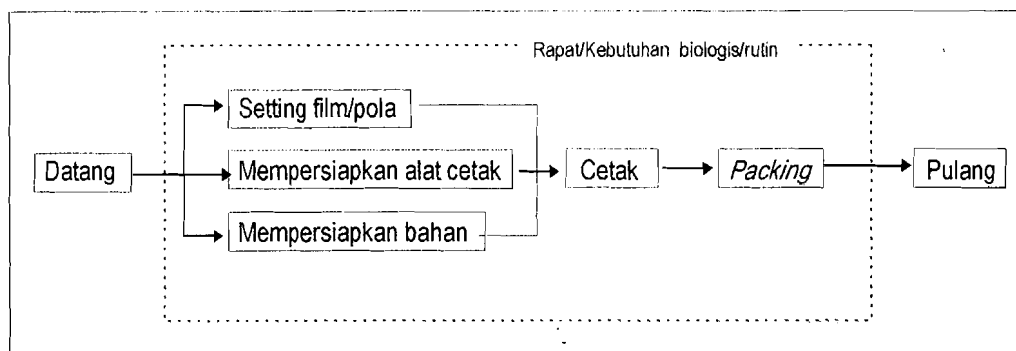 Rapat/Kebutuhan biologis/rutin
Setting film/pola
Datang
Mempersiapkan alat cetak
Cetak
Packing
Pulang
Mempersiapkan bahan